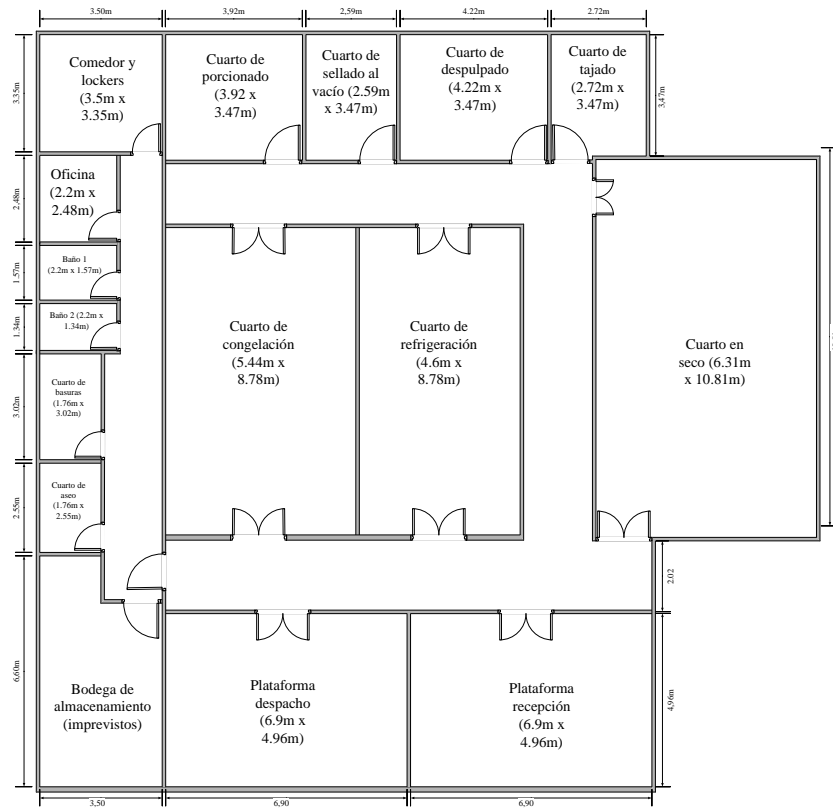 3.50m
3,92m
2,59m
4.22m
2.72m
Comedor y
lockers
(3.5m x
3.35m)
Cuarto de
porcionado
(3.92 x
3.47m)
Cuarto de
sellado al
vacío (2.59m
x 3.47m)
Cuarto de
despulpado
(4.22m x
3.47m)
Cuarto de
tajado
(2.72m x
3.47m)
3.35m
3,47m
Oficina
(2.2m x
2.48m)
2,48m
Baño 1
(2.2m x 1.57m)
1.57m
Baño 2 (2.2m x
1.34m)
1.34m
Cuarto de
congelación
(5.44m x
8.78m)
Cuarto de
refrigeración
(4.6m x
8.78m)
Cuarto en
seco (6.31m
x 10.81m)
Cuarto de
basuras
(1.76m x
3.02m)
3.02m
Cuarto de
aseo
(1.76m x
2.55m)
2.55m
2.02
Bodega de
almacenamiento
(imprevistos)
Plataforma
despacho
(6.9m x
4.96m)
Plataforma
recepción
(6.9m x
4.96m)
6,60m
4,96m
3,50
6,90
6,90